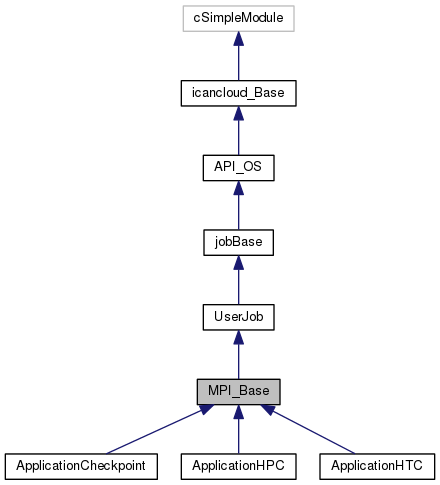 cSimpleModule
icancloud_Base
API_OS
jobBase
UserJob
MPI_Base
ApplicationCheckpoint
ApplicationHPC
ApplicationHTC